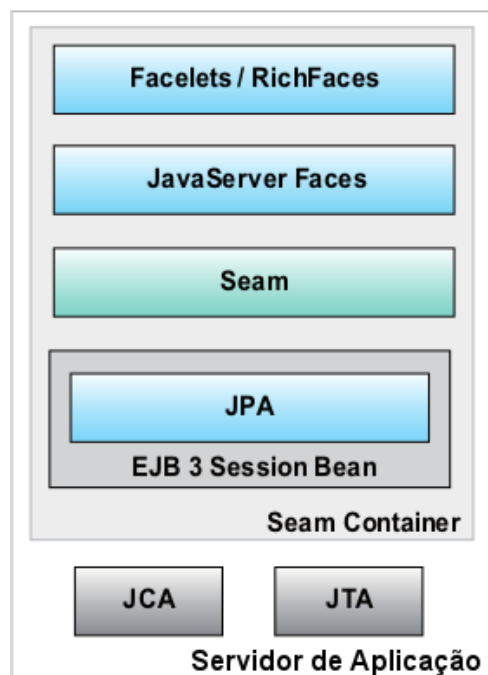 Facelets / RichFaces
JavaServer Faces
Seam
JPA
EJB 3 Session Bean
Seam Container
JCA
JTA
Servidor de Aplicação